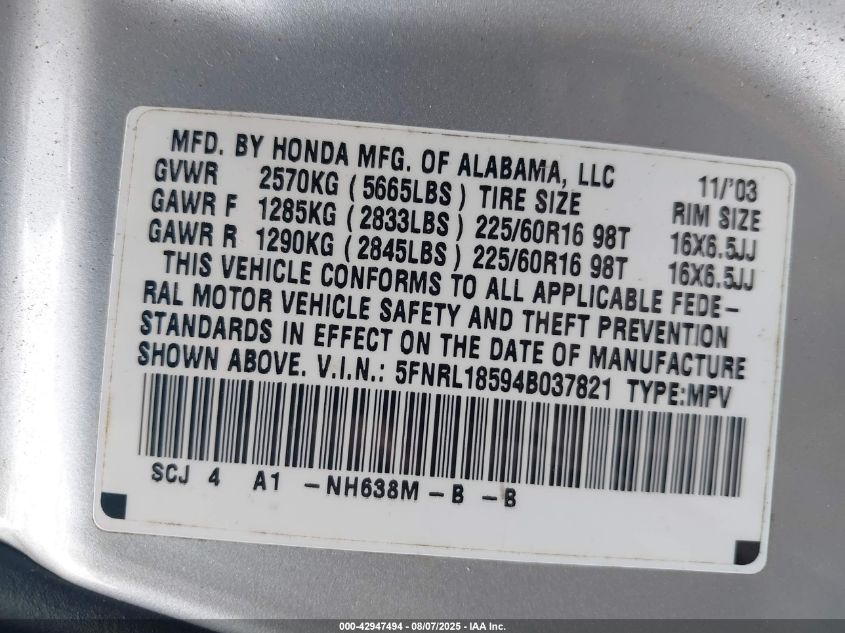 MFD. BY HONDA MFG. OF ALABAMA, LLC 11/'03
GVWR 2570KG (5665LBS) TIRE SIZE RIM SIZE
GAWR F 1285KG (2833LBS) 225/60R16 98T 16X6.5JJ
GAWR R 1290KG (2845LBS) 225/60R16 98T 16X6.5JJ
THIS VEHICLE CONFORMS TO ALL APPLICABLE FEDE-
RAL MOTOR VEHICLE SAFETY AND THEFT PREVENTION
STANDARDS IN EFFECT ON THE DATE OF MANUFACTURE
SHOWN ABOVE. V.I.N.: 5FNRL18594B037821 TYPE:MPV
SCJ 4 A1 -NH638M-B -B
000-42947494 - 08/07/2025 - IAA Inc.